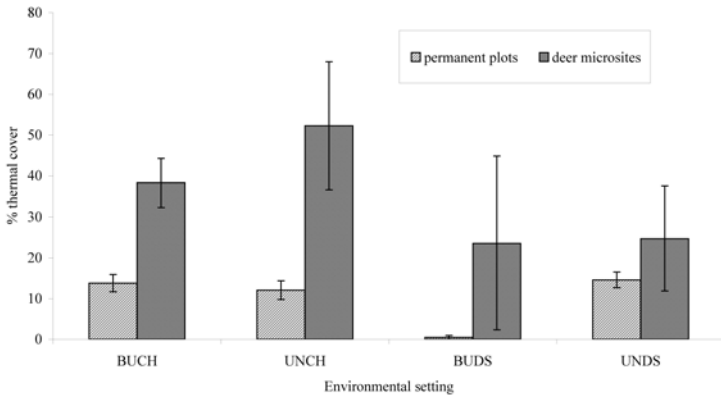 80
70
60
50
40
30
20
10
0
% thermal cover
permanent plots deer microsites
BUCH UNCH BUDS UNDS
Environmental setting